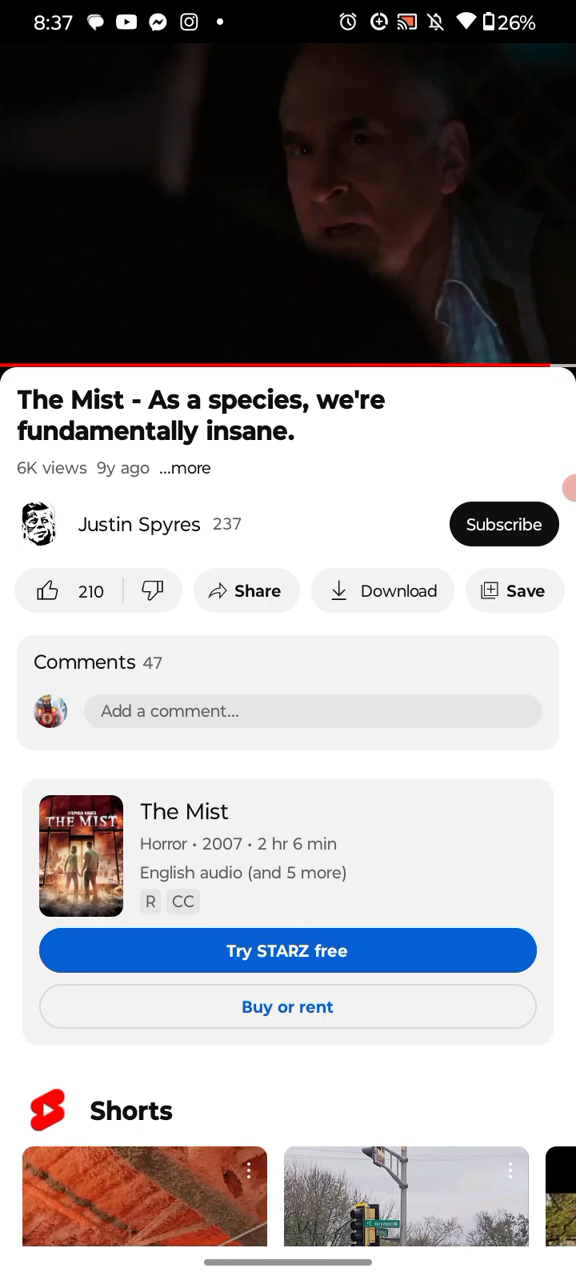 8:37
26%
The Mist - As a species, we're
fundamentally insane.
6K views 9y ago ...more
Justin Spyres 237
Subscribe
210
Share
Download
Save
Comments 47
Add a comment...
STEPHEN KING'S
THE MIST
The Mist
Horror • 2007 • 2 hr 6 min
English audio (and 5 more)
R CC
Try STARZ free
Buy or rent
Shorts